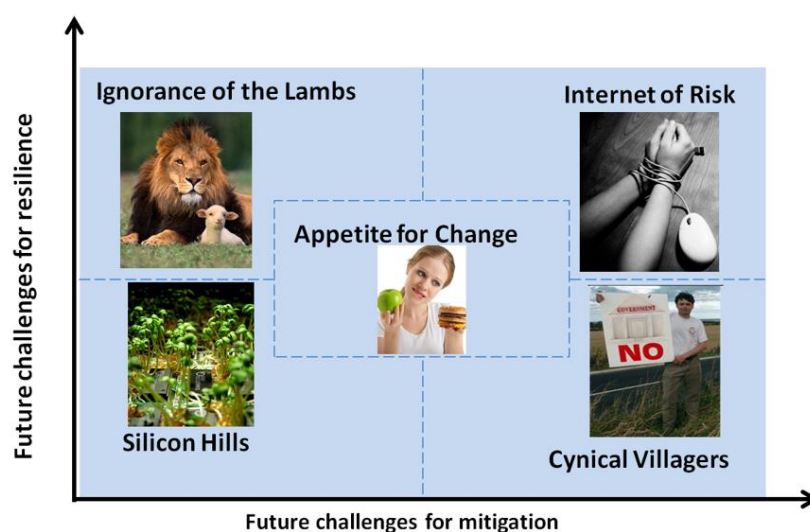 Ignorance of the Lambs
Internet of Risk
Future challenges for resilience
Appetite for Change
GOVERNMENT
NO
Silicon Hills
Cynical Villagers
Future challenges for mitigation